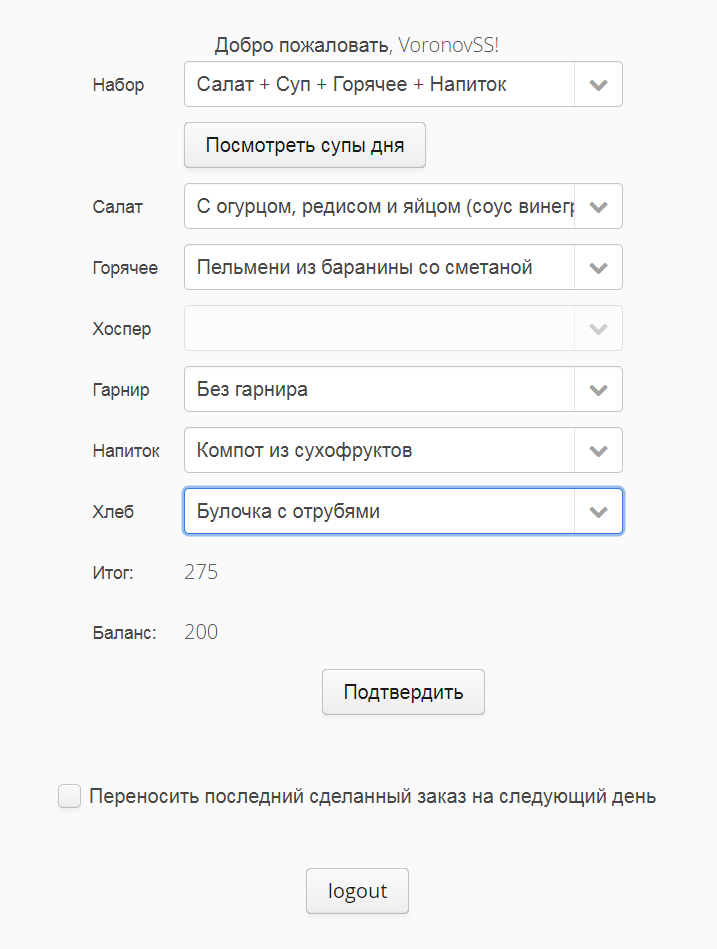 Добро пожаловать, VoronovSS!
Набор Салат + Суп + Горячее + Напиток
Посмотреть супы дня
Салат С огурцом, редисом и яйцом (соус винегр
Горячее Пельмени из баранины со сметаной
Хоспер
Гарнир Без гарнира
Напиток Компот из сухофруктов
Хлеб Булочка с отрубями
Итог: 275
Баланс: 200
Подтвердить
Переносить последний сделанный заказ на следующий день
logout